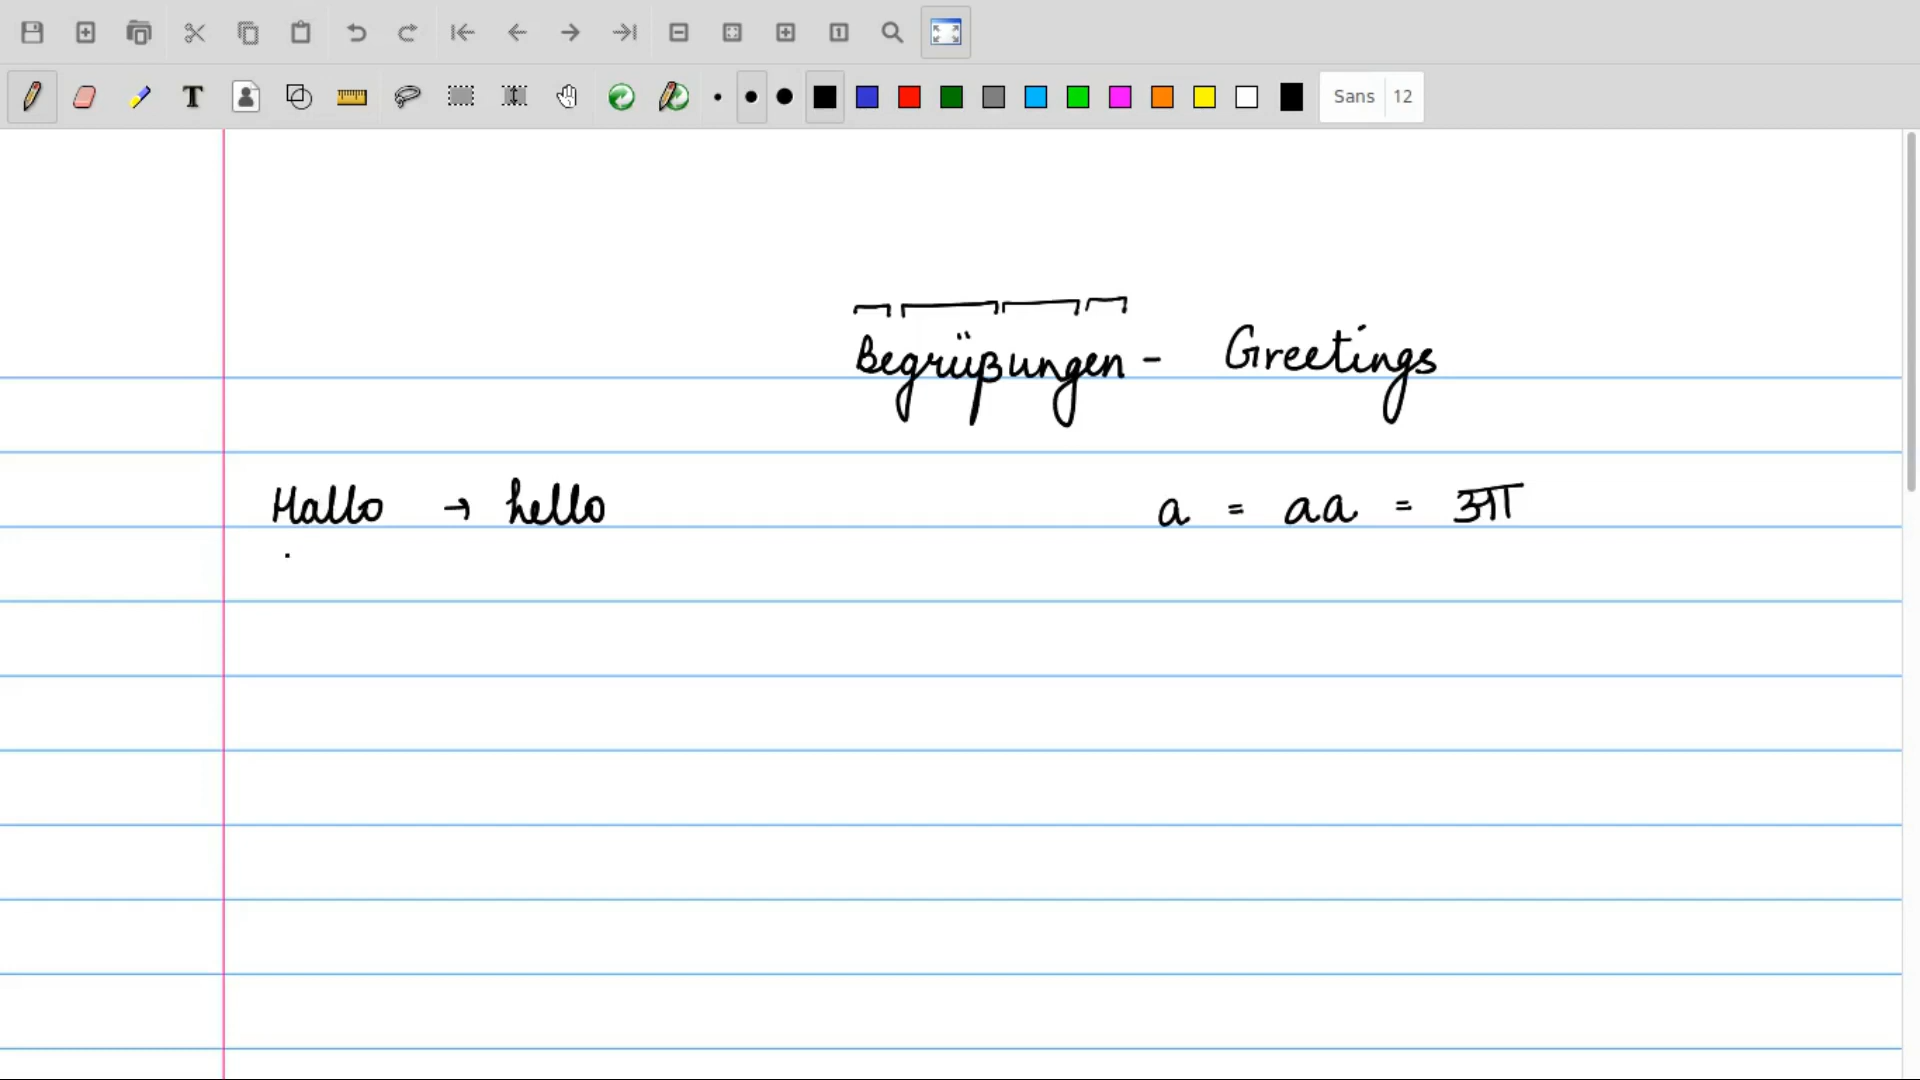 Sans 12
Begrüßungen - Greetings
Hallo → hello a = aa = आ